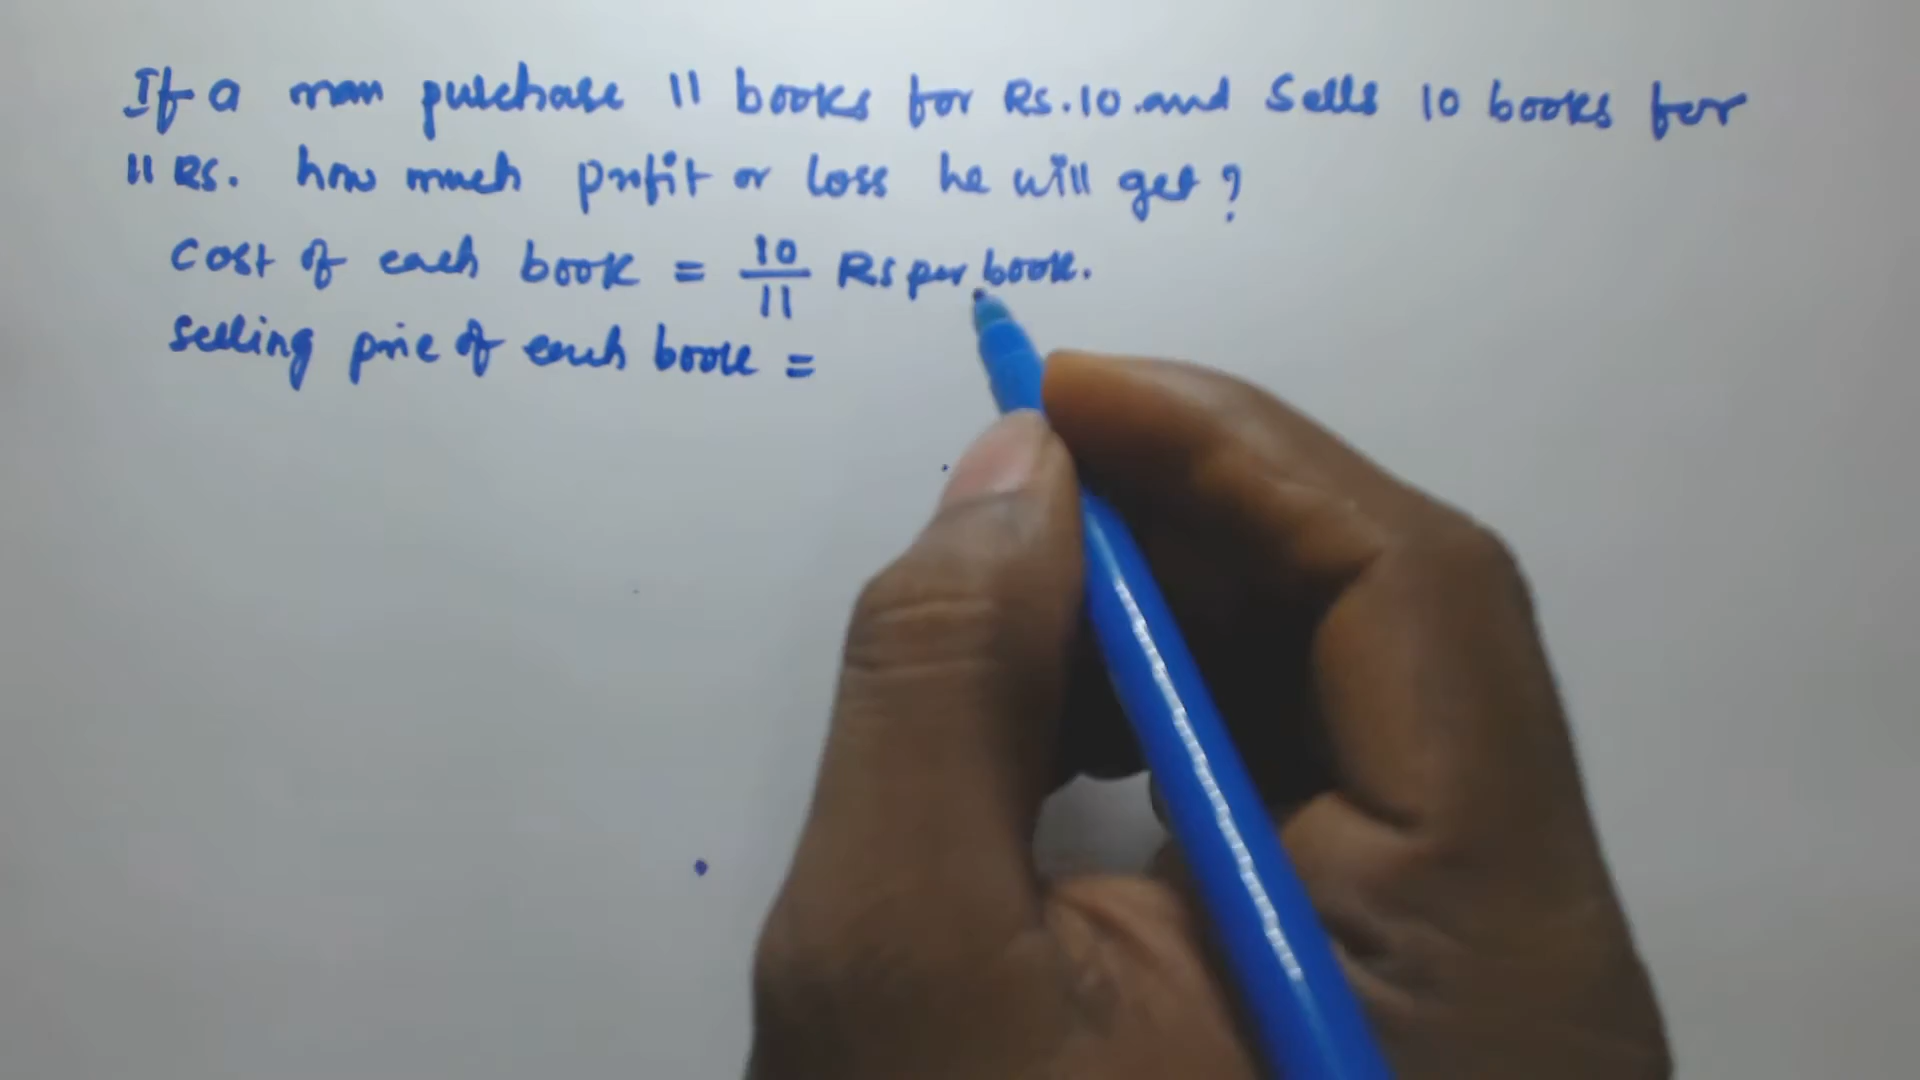 If a man purchase 11 books for Rs.10.and Sells 10 books for
11 Rs. how much profit or loss he will get?
Cost of each book = 10/11 Rs per book.
Selling price of each book =